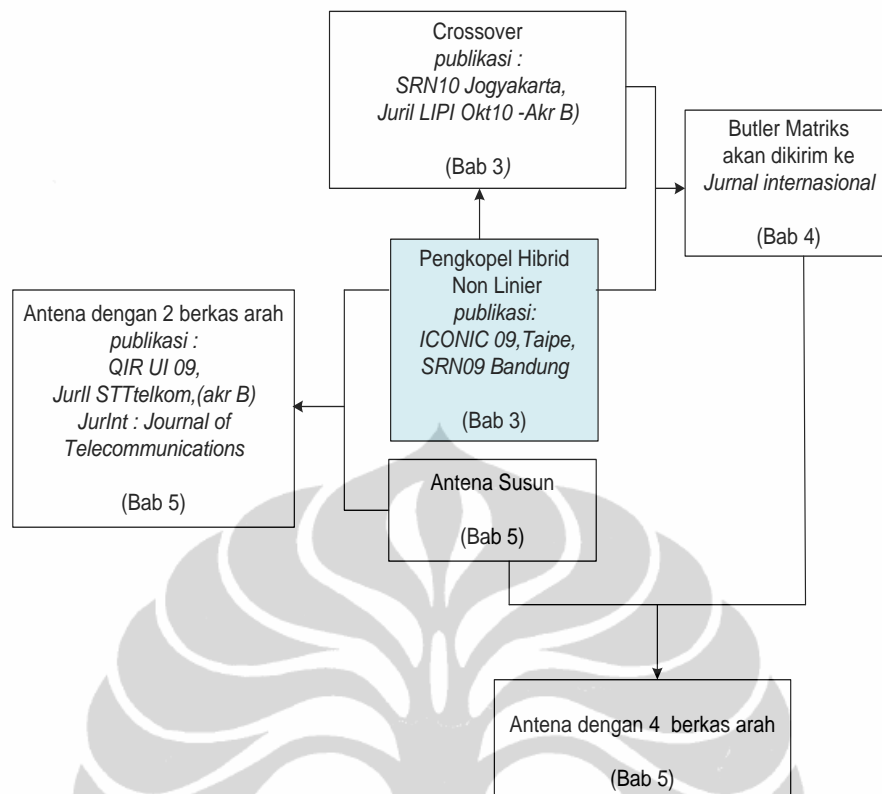 Crossover
publikasi :
SRN10 Jogyakarta,
Juril LIPI Okt10 -Akr B)
(Bab 3)
Butler Matriks
akan dikirim ke
Jurnal internasional
(Bab 4)
Pengkopel Hibrid
Non Linier
publikasi:
ICONIC 09,Taipe,
SRN09 Bandung
(Bab 3)
Antena dengan 2 berkas arah
publikasi :
QIR UI 09,
JurIl STTtelkom,(akr B)
JurInt : Journal of
Telecommunications
(Bab 5)
Antena Susun
(Bab 5)
Antena dengan 4 berkas arah
(Bab 5)